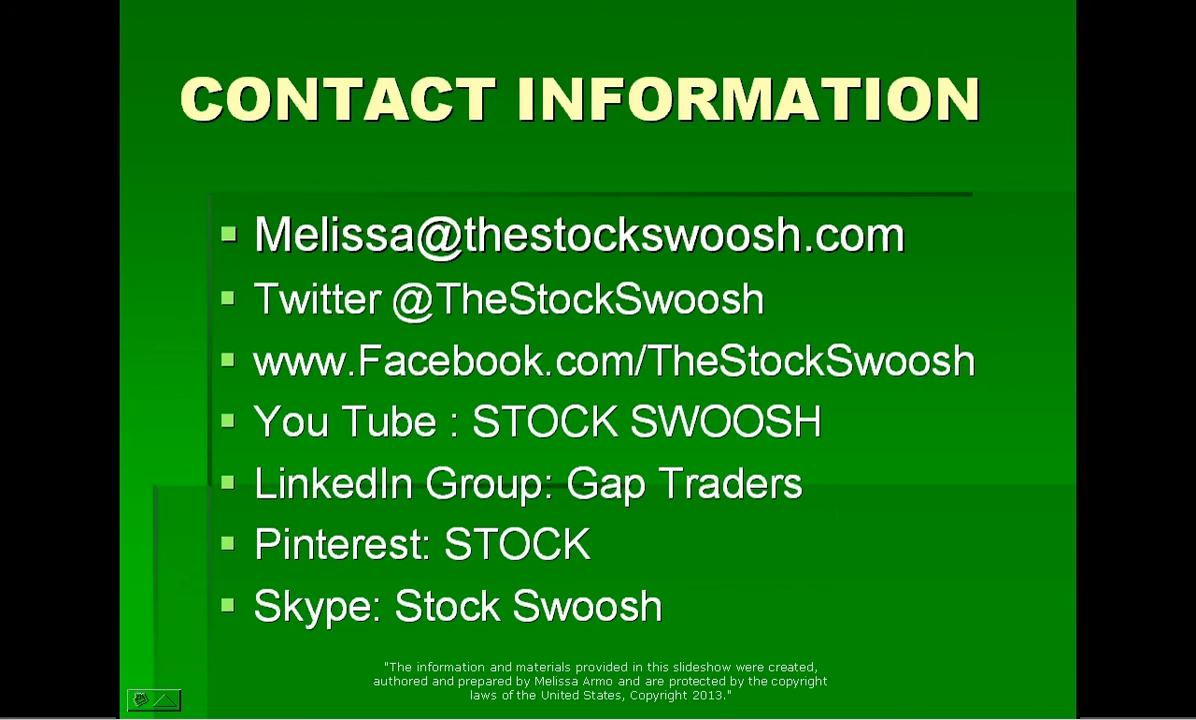 CONTACT INFORMATION
Melissa@thestockswoosh.com
Twitter @TheStockSwoosh
www.Facebook.com/TheStockSwoosh
You Tube : STOCK SWOOSH
LinkedIn Group: Gap Traders
Pinterest: STOCK
Skype: Stock Swoosh
"The information and materials provided in this slideshow were created,
authored and prepared by Melissa Armo and are protected by the copyright
laws of the United States, Copyright 2013."